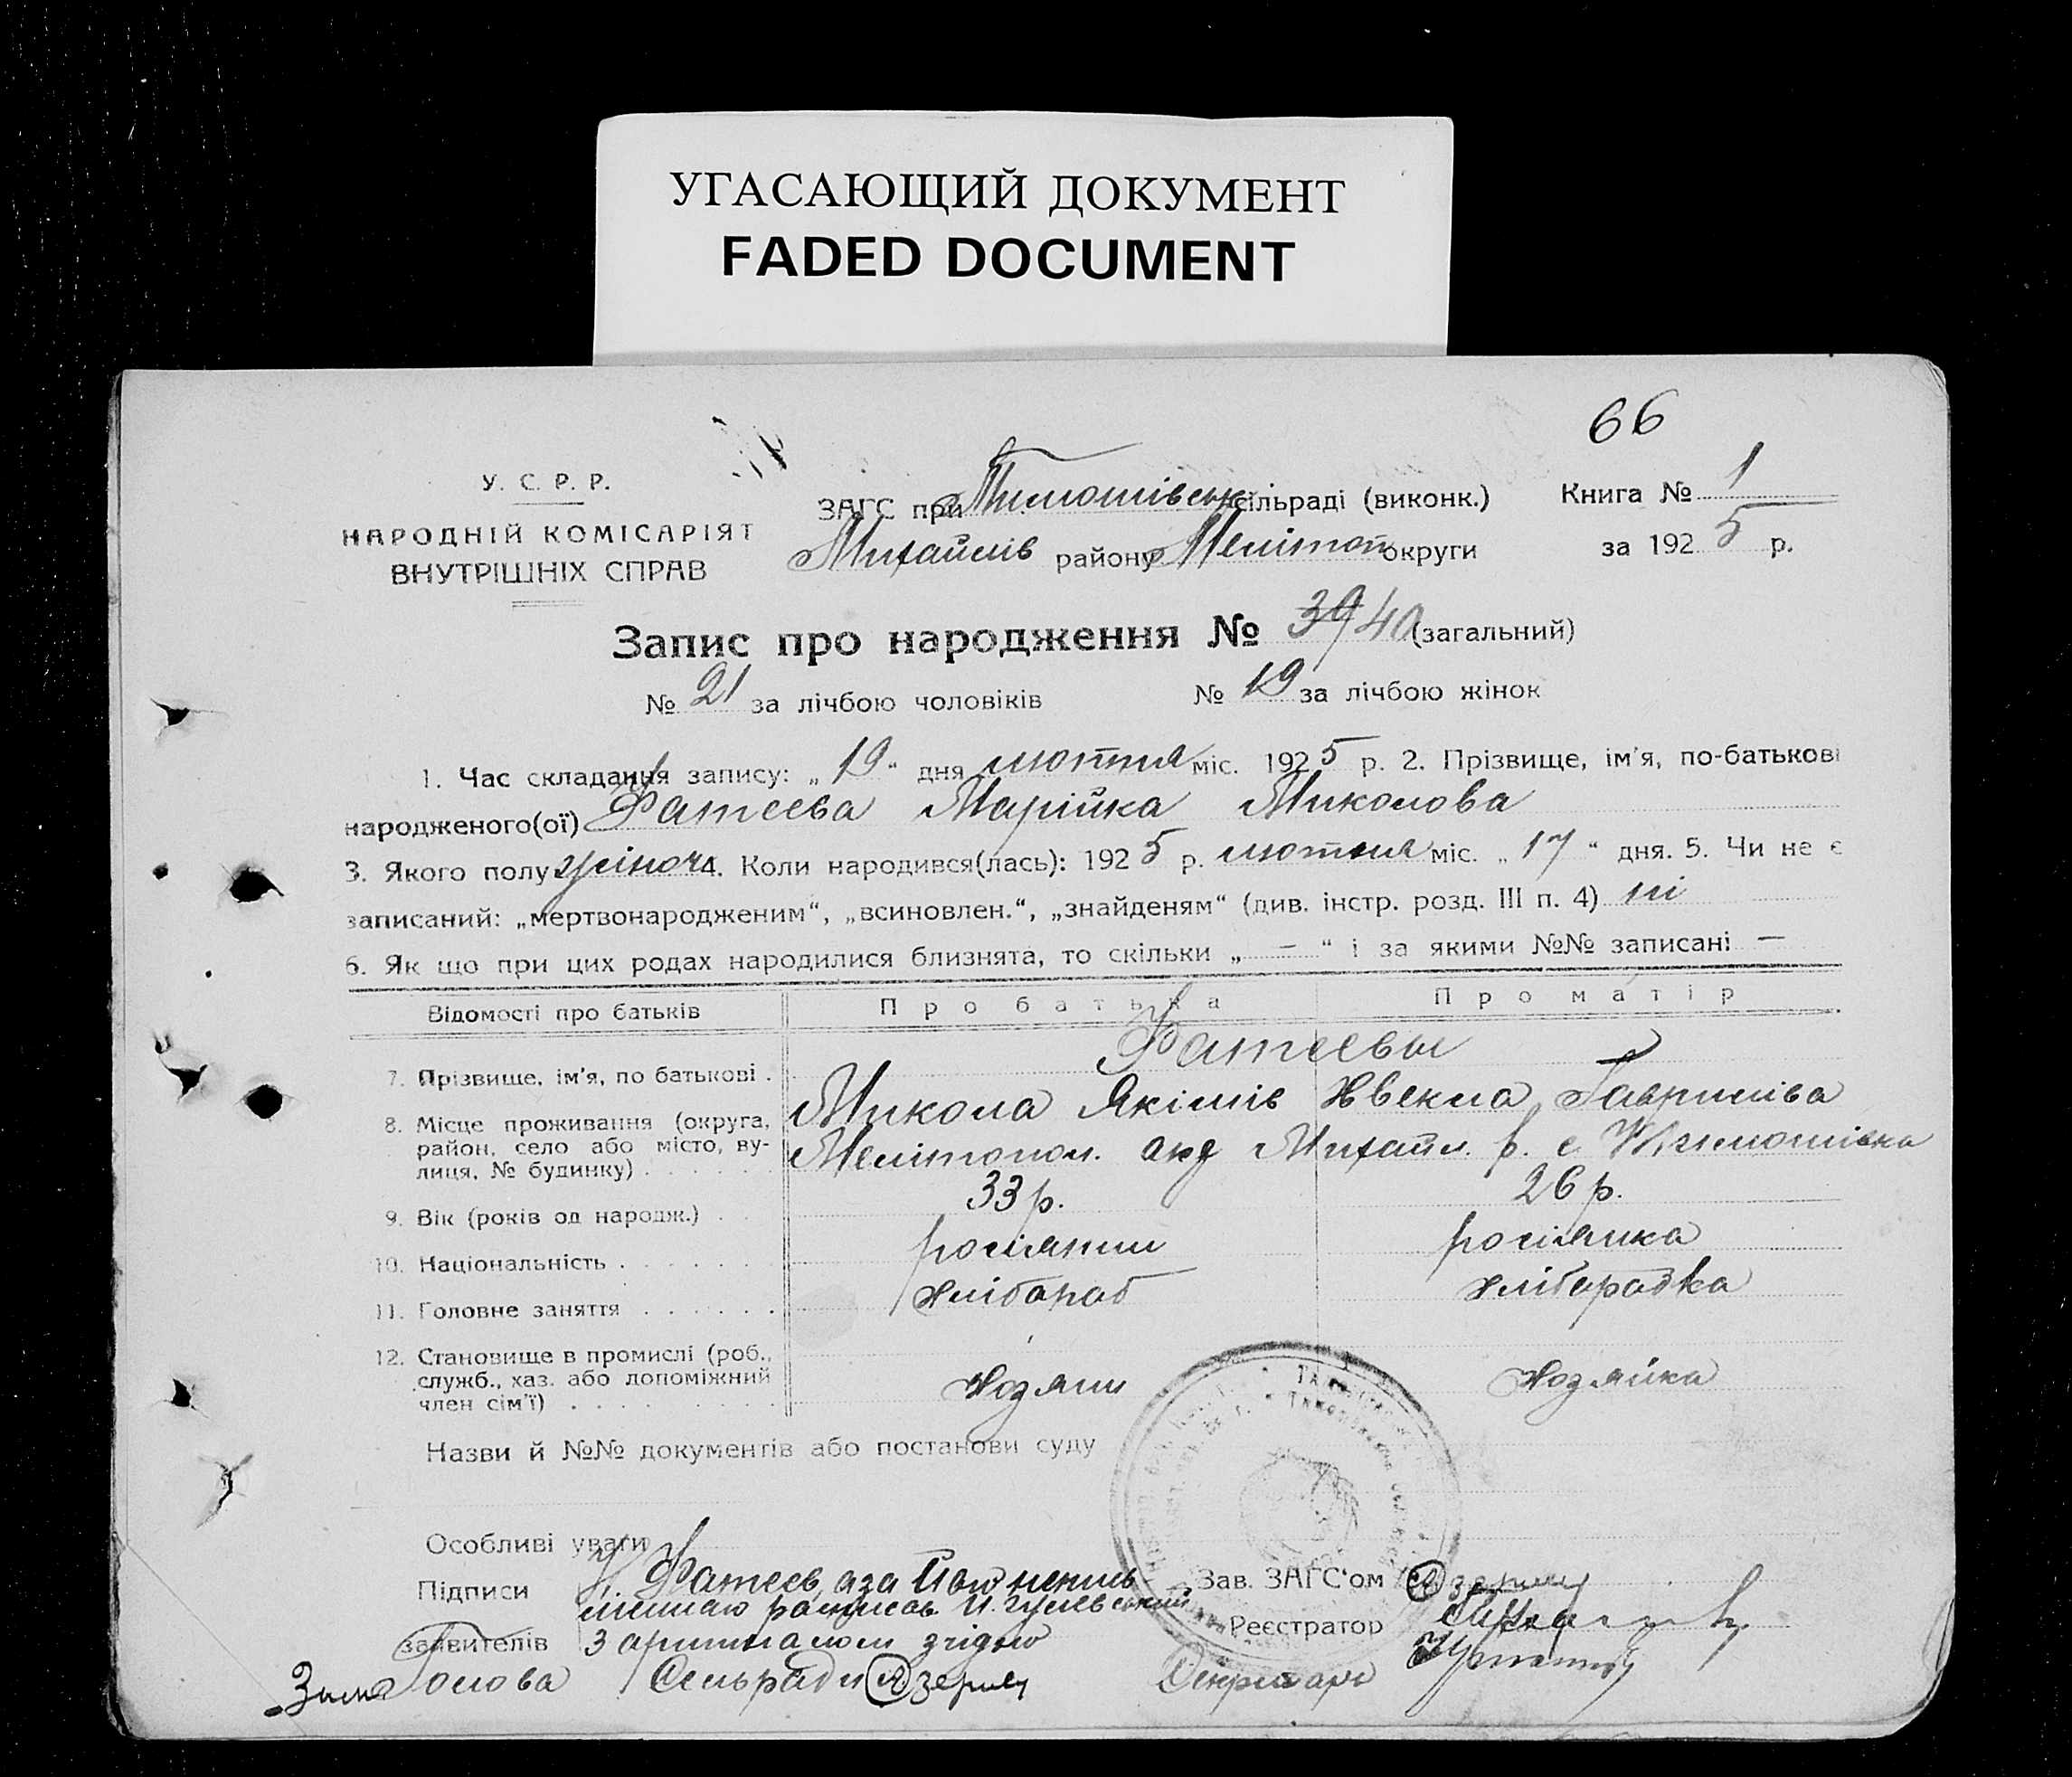 УГАСАЮЩИЙ ДОКУМЕНТ
FADED DOCUMENT
66
У. С. Р. Р.
НАРОДНІЙ КОМІСАРІЯТ
ВНУТРІШНІХ СПРАВ
ЗАГС при Тимошівськ сільраді (виконк.)
Михайлів району Мелітоп округи
Книга № 1
за 1925 р.
Запис про народження № 39 40 (загальний)
№ 21 за лічбою чоловіків № 19 за лічбою жінок
1. Час складання запису: „19“ дня лютня міс. 1925 р. 2. Прізвище, ім'я, по-батькові
народженого(ої) Фатеева Марійка Миколова
3. Якого полу жіноч 4. Коли народився(лась): 1925 р. лютня міс. „17“ дня. 5. Чи не є
записаний: „мертвонародженим“, „всиновлен.“, „знайденям“ (див. інстр. розд. III п. 4) ні
6. Як що при цих родах народилися близнята, то скільки „ — “ і за якими №№ записані —
Відомості про батьків Про батька Про матір
Фатеевы
7. Прізвище, ім'я, по батькові . Микола Якімів Хвекла Гаврилівa
8. Місце проживання (округа,
район, село або місто, ву-
лиця, № будинку) . Мелітопол. окр Михайл. р. с Тимошівка
9. Вік (років од народж.) . 33 р. 26 р.
10. Національність . росіянин росіянка
11. Головне заняття . хлібороб хліборобка
12. Становище в промислі (роб.,
служб., хаз. або допоміжний
член сім'ї) . Хозяїн Хозяйка
Назви й №№ документів або постанови суду
Особливі уваги
Підписи Н. Фатеев, а за
заявителів З оригиналом згідно
Зав. ЗАГС'ом
Реєстратор
Голова Сельради Секретарь